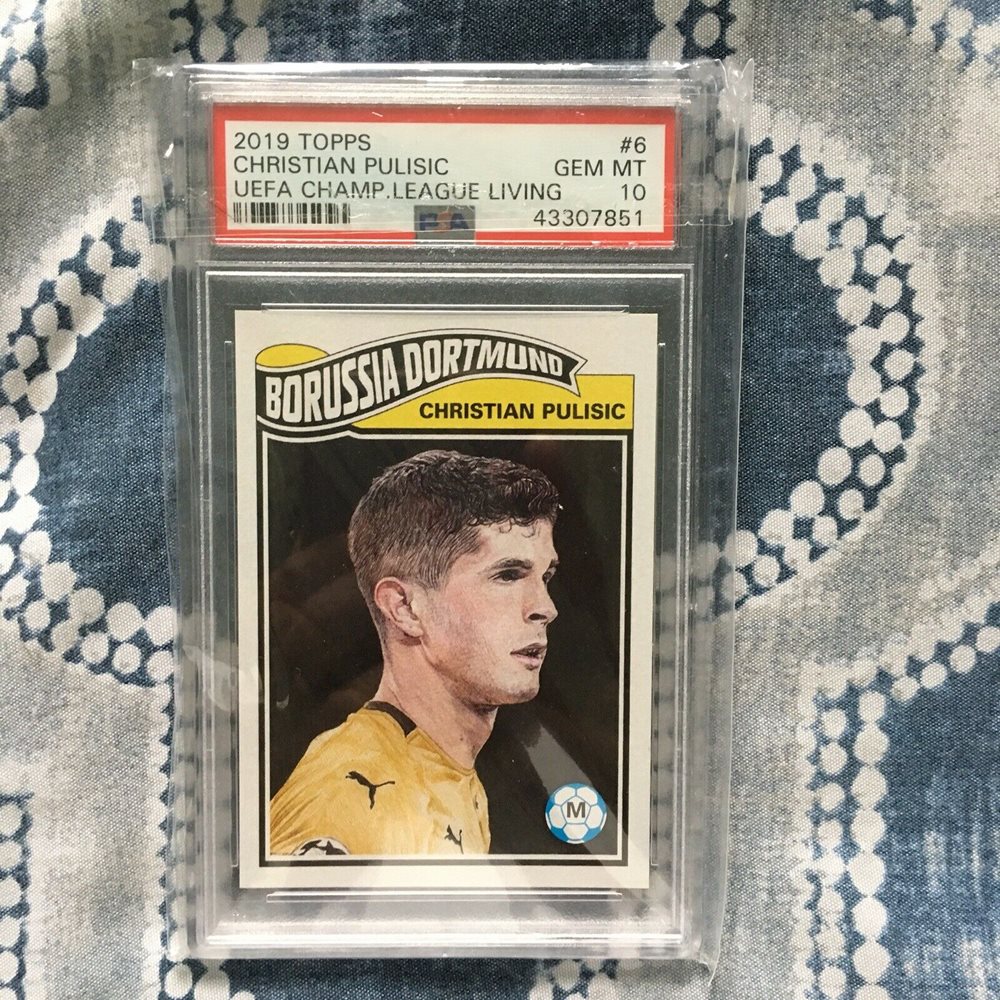 2019 TOPPS #6
CHRISTIAN PULISIC GEM MT
UEFA CHAMP.LEAGUE LIVING 10
PSA 43307851
BORUSSIA DORTMUND
CHRISTIAN PULISIC
M